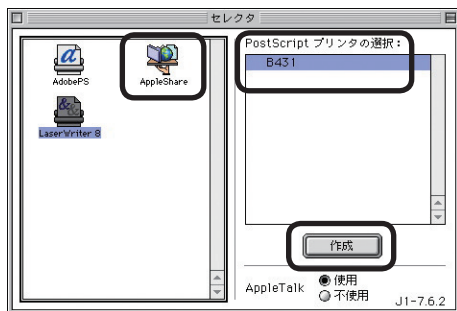 セレクタ
AdobePS
AppleShare
LaserWriter 8
PostScript プリンタの選択：
B431
作成
AppleTalk
使用
不使用
J1-7.6.2